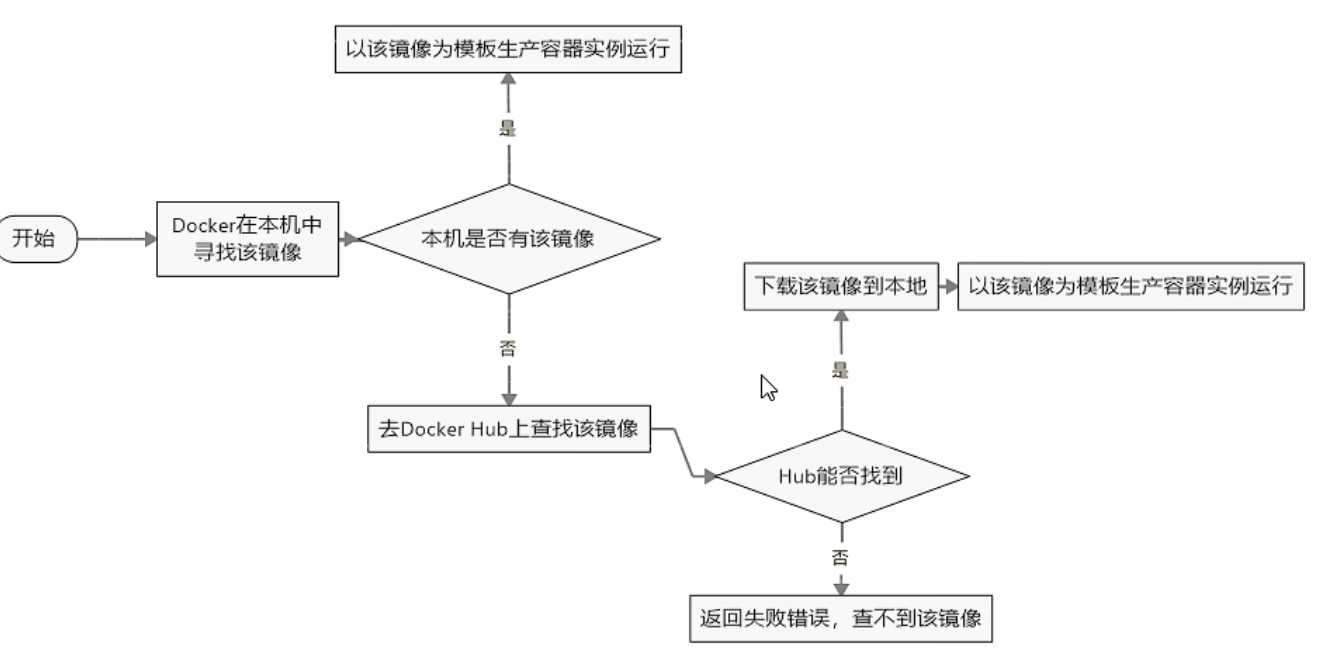 以该镜像为模板生产容器实例运行
是
开始
Docker在本机中
寻找该镜像
本机是否有该镜像
否
去Docker Hub上查找该镜像
下载该镜像到本地
以该镜像为模板生产容器实例运行
是
Hub能否找到
否
返回失败错误，查不到该镜像